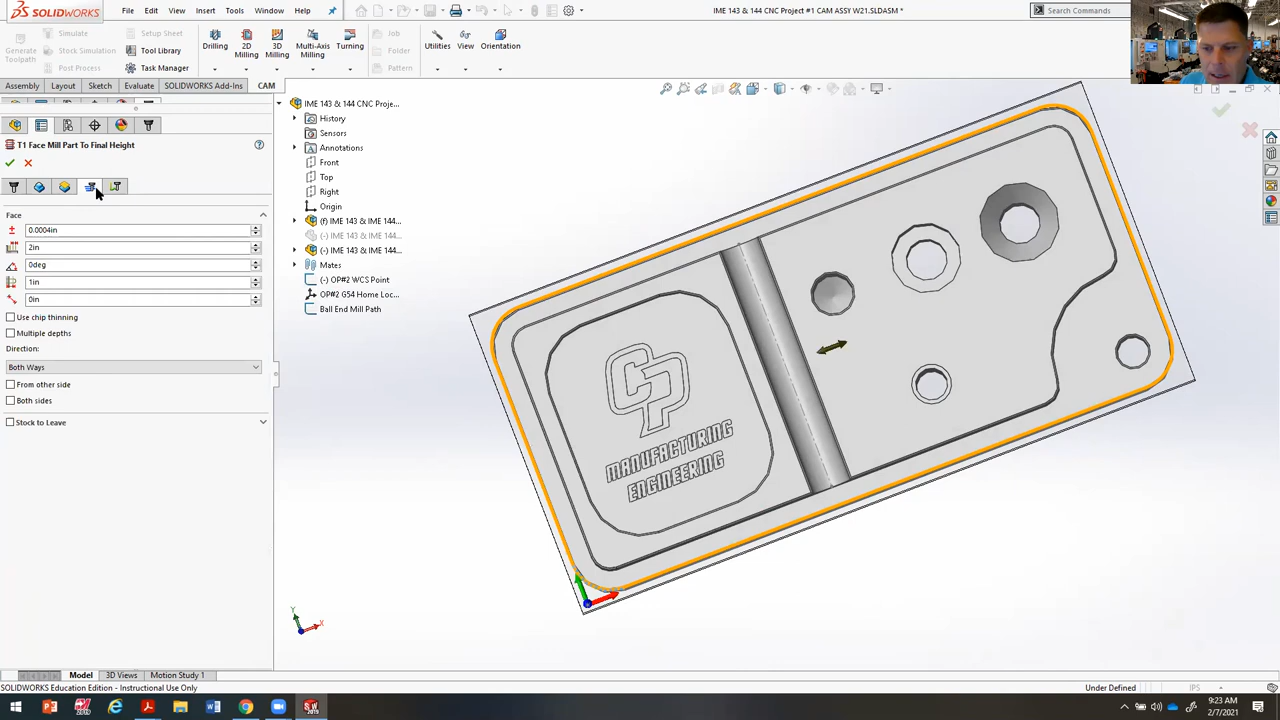 SOLIDWORKS
File Edit View Insert Tools Window Help
IME 143 & 144 CNC Project #1 CAM ASSY W21.SLDASM *
Search Commands
Generate Toolpath
Simulate
Stock Simulation
Post Process
Setup Sheet
Tool Library
Task Manager
Drilling
2D Milling
3D Milling
Multi-Axis Milling
Turning
Job
Folder
Pattern
Utilities
View
Orientation
Assembly Layout Sketch Evaluate SOLIDWORKS Add-Ins CAM
T1 Face Mill Part To Final Height
Face
0.0004in
2in
0deg
1in
0in
Use chip thinning
Multiple depths
Direction:
Both Ways
From other side
Both sides
Stock to Leave
IME 143 & 144 CNC Proje...
History
Sensors
Annotations
Front
Top
Right
Origin
(f) IME 143 & IME 144...
(-) IME 143 & IME 144...
(-) IME 143 & IME 144...
Mates
(-) OP#2 WCS Point
OP#2 G54 Home Loc...
Ball End Mill Path
CP
MANUFACTURING
ENGINEERING
Y
X
Model 3D Views Motion Study 1
SOLIDWORKS Education Edition - Instructional Use Only
Under Defined
IPS
9:23 AM
2/7/2021